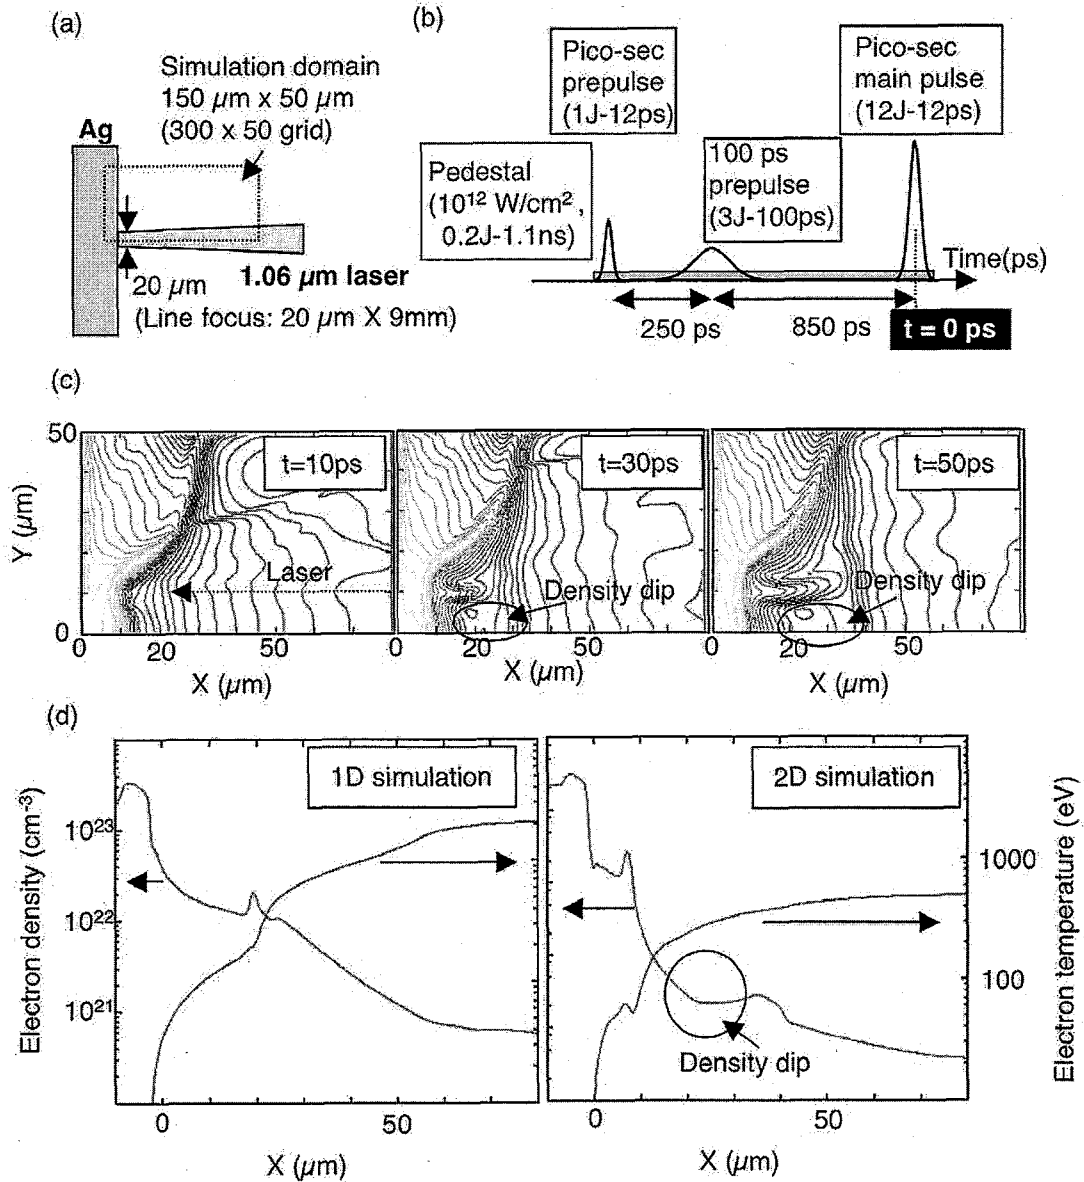 (a)
Simulation domain
150 µm x 50 µm
(300 x 50 grid)
Ag
20 µm
1.06 µm laser
(Line focus: 20 µm X 9mm)
(b)
Pico-sec
prepulse
(1J-12ps)
Pico-sec
main pulse
(12J-12ps)
Pedestal
(10¹² W/cm²,
0.2J-1.1ns)
100 ps
prepulse
(3J-100ps)
Time(ps)
250 ps
850 ps
t = 0 ps
(c)
50
Y (µm)
0
t=10ps
t=30ps
t=50ps
Laser
Density dip
Density dip
0 20 50
0 20 50
0 20 50
X (µm)
X (µm)
X (µm)
(d)
1D simulation
2D simulation
Electron density (cm⁻³)
10²³
10²²
10²¹
1000
100
Electron temperature (eV)
Density dip
0 50
0 50
X (µm)
X (µm)